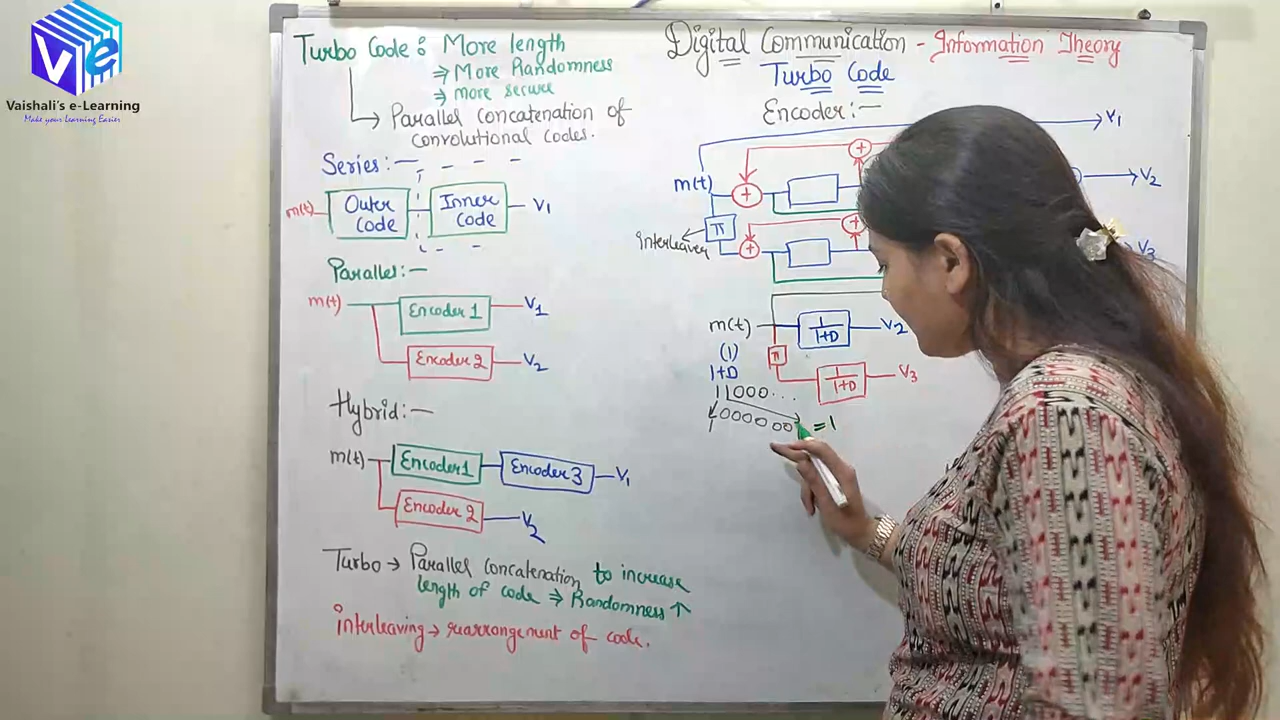 Ve
Vaishali's e-Learning
Make your Learning Easier
Turbo Code : More length
⇒ More Randomness
⇒ more secure
→ Parallel concatenation of
convolutional codes.
Series:-
m(t) Outer Code Inner Code V1
Parallel:-
m(t) Encoder 1 V1
Encoder 2 V2
Hybrid:-
m(t) Encoder1 Encoder 3 V1
Encoder 2 V2
Turbo → Parallel concatenation to increase
length of code ⇒ Randomness ↑
interleaving → rearrangement of code.
Digital Communication - Information Theory
Turbo Code
Encoder:-
V1
m(t) + + V2
π + +
interleaver V3
m(t) 1/1+D V2
(1) π
1+D 1/1+D V3
11000...
1000000 = 1